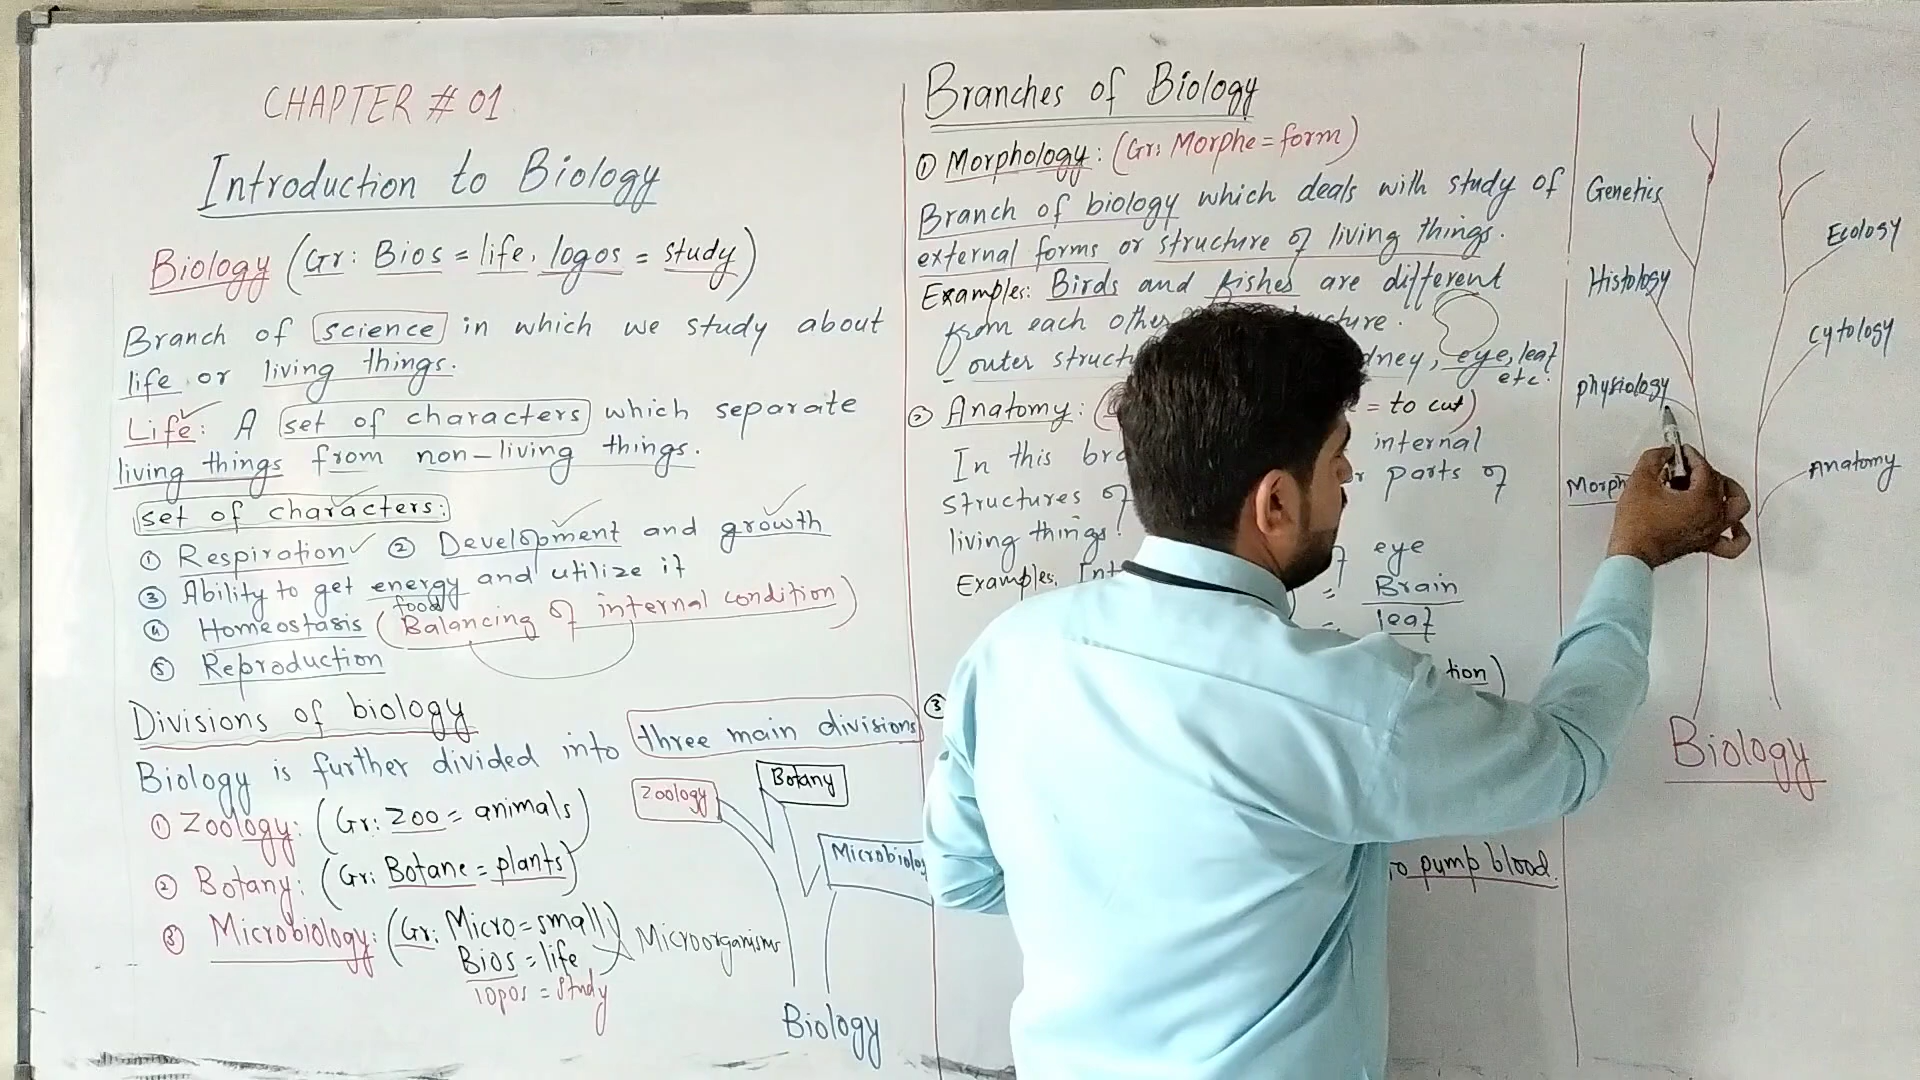 CHAPTER # 01
Introduction to Biology
Biology (Gr: Bios = life, logos = study)
Branch of science in which we study about
life or living things.
Life: A set of characters which separate
living things from non-living things.
set of characters:
① Respiration ② Development and growth
③ Ability to get energy and utilize it
food
④ Homeostasis (Balancing of internal condition)
⑤ Reproduction
Divisions of biology
Biology is further divided into three main divisions
① Zoology: (Gr: Zoo = animals)
② Botany: (Gr: Botane = plants)
③ Microbiology: (Gr: Micro = small) Microorganisms
Bios = life
logos = study
Zoology
Botany
Microbiolog
Biology
Branches of Biology
① Morphology: (Gr: Morphe = form)
Branch of biology which deals with study of
external forms or structure of living things.
Examples: Birds and fishes are different
from each other
outer eye, leaf
etc.
② Anatomy: = to cut)
In this internal
structures of parts of
living things.
Examples. eye
= Brain
= leaf
③ tion)
to pump blood.
Genetics
Histology
physiology
Morph
Ecology
Cytology
Anatomy
Biology